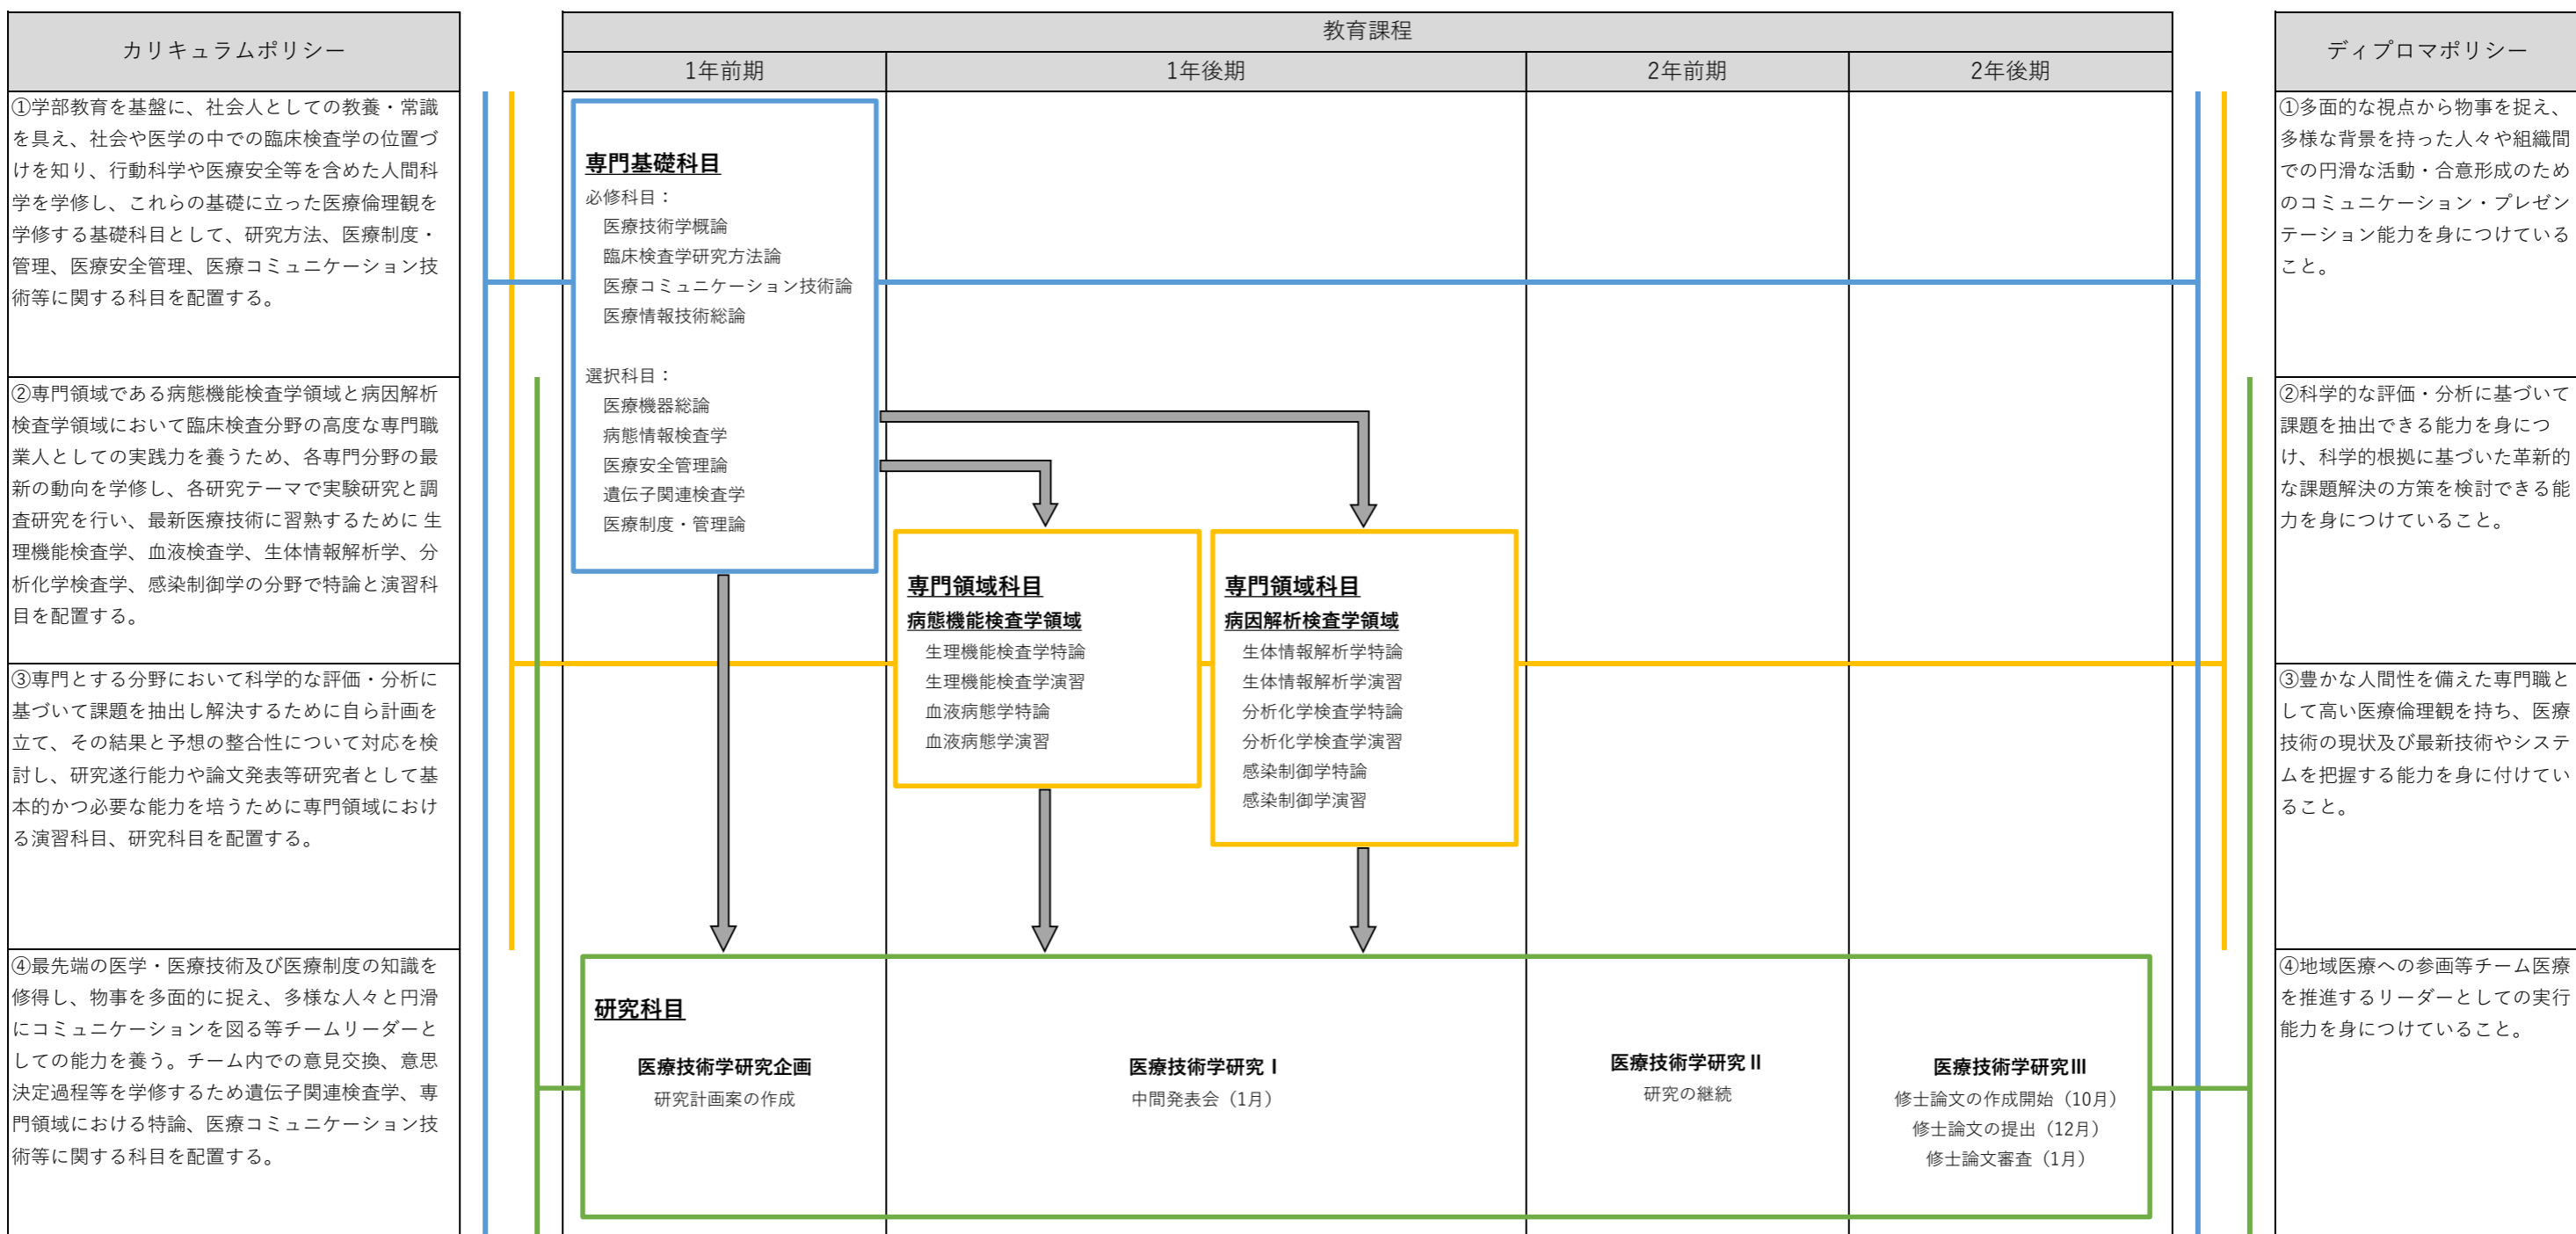 カリキュラムポリシー
①学部教育を基盤に、社会人としての教養・常識
を具え、社会や医学の中での臨床検査学の位置づ
けを知り、行動科学や医療安全等を含めた人間科
学を学修し、これらの基礎に立った医療倫理観を
学修する基礎科目として、研究方法、医療制度・
管理、医療安全管理、医療コミュニケーション技
術等に関する科目を配置する。
②専門領域である病態機能検査学領域と病因解析
検査学領域において臨床検査分野の高度な専門職
業人としての実践力を養うため、各専門分野の最
新の動向を学修し、各研究テーマで実験研究と調
査研究を行い、最新医療技術に習熟するために 生
理機能検査学、血液検査学、生体情報解析学、分
析化学検査学、感染制御学の分野で特論と演習科
目を配置する。
③専門とする分野において科学的な評価・分析に
基づいて課題を抽出し解決するために自ら計画を
立て、その結果と予想の整合性について対応を検
討し、研究遂行能力や論文発表等研究者として基
本的かつ必要な能力を培うために専門領域におけ
る演習科目、研究科目を配置する。
④最先端の医学・医療技術及び医療制度の知識を
修得し、物事を多面的に捉え、多様な人々と円滑
にコミュニケーションを図る等チームリーダーと
しての能力を養う。チーム内での意見交換、意思
決定過程等を学修するため遺伝子関連検査学、専
門領域における特論、医療コミュニケーション技
術等に関する科目を配置する。
教育課程
1年前期
1年後期
2年前期
2年後期
専門基礎科目
必修科目：
医療技術学概論
臨床検査学研究方法論
医療コミュニケーション技術論
医療情報技術総論
選択科目：
医療機器総論
病態情報検査学
医療安全管理論
遺伝子関連検査学
医療制度・管理論
専門領域科目
病態機能検査学領域
生理機能検査学特論
生理機能検査学演習
血液病態学特論
血液病態学演習
専門領域科目
病因解析検査学領域
生体情報解析学特論
生体情報解析学演習
分析化学検査学特論
分析化学検査学演習
感染制御学特論
感染制御学演習
研究科目
医療技術学研究企画
研究計画案の作成
医療技術学研究Ⅰ
中間発表会（1月）
医療技術学研究Ⅱ
研究の継続
医療技術学研究Ⅲ
修士論文の作成開始（10月）
修士論文の提出（12月）
修士論文審査（1月）
ディプロマポリシー
①多面的な視点から物事を捉え、
多様な背景を持った人々や組織間
での円滑な活動・合意形成のため
のコミュニケーション・プレゼン
テーション能力を身につけている
こと。
②科学的な評価・分析に基づいて
課題を抽出できる能力を身につ
け、科学的根拠に基づいた革新的
な課題解決の方策を検討できる能
力を身につけていること。
③豊かな人間性を備えた専門職と
して高い医療倫理観を持ち、医療
技術の現状及び最新技術やシステ
ムを把握する能力を身に付けてい
ること。
④地域医療への参画等チーム医療
を推進するリーダーとしての実行
能力を身につけていること。